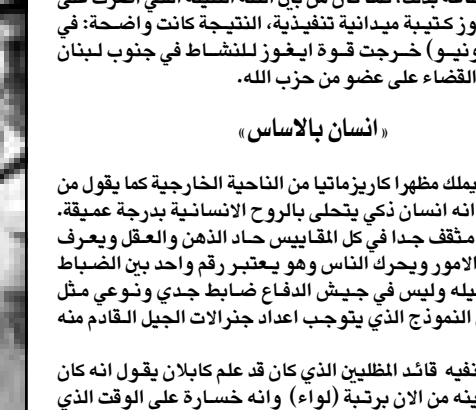 وز كتيبة ميدانية تنفيذية، النتيجة كانت واضحة: في
ونيو) خرجت قوة ايغوز للنشاط في جنوب لبنان
القضاء على عضو من حزب الله.
«انسان بالاساس»
يملك مظهرا كاريزماتيا من الناحية الخارجية كما يقول من
انه انسان ذكي يتحلى بالروح الانسانية بدرجة عميقة.
مثقف جدا في كل المقاييس حاد الذهن والعقل ويعرف
الامور ويحرك الناس وهو يعتبر رقم واحد بين الضباط
يله وليس في جيش الدفاع ضابط جدي ونوعي مثل
النموذج الذي يتوجب اعداد جنرالات الجيل القادم منه
تفيه قائد المظليين الذي كان قد علم كابلان يقول انه كان
ينه من الان برتبة (لواء) وانه خسارة على الوقت الذي